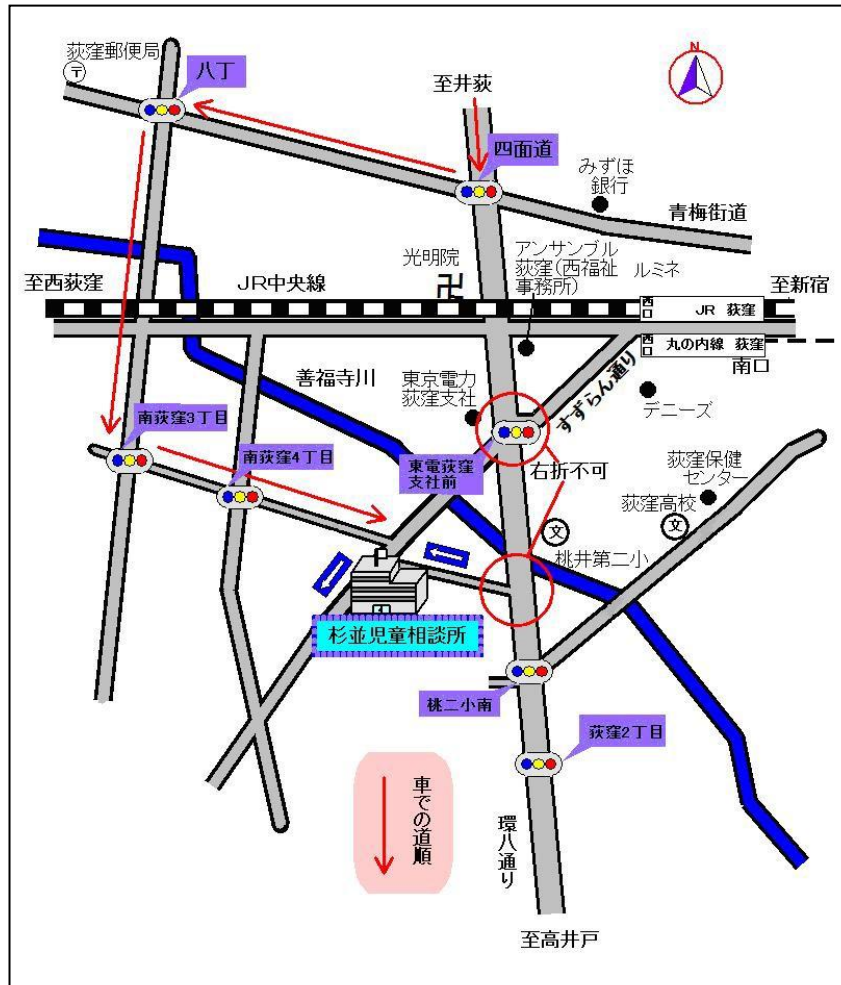 荻窪郵便局
〒
八丁
至井荻
N
四面道
みずほ
銀行
青梅街道
光明院
卍
アンサンブル
荻窪(西福祉
事務所)
ルミネ
至西荻窪
JR中央線
至新宿
西口
JR 荻窪
西口
丸の内線 荻窪
南口
善福寺川
東京電力
荻窪支社
すずらん通り
デニーズ
南荻窪3丁目
南荻窪4丁目
東電荻窪
支社前
右折不可
荻窪保健
センター
荻窪高校
文
文
桃井第二小
杉並児童相談所
桃二小南
荻窪2丁目
車での道順
環八通り
至高井戸